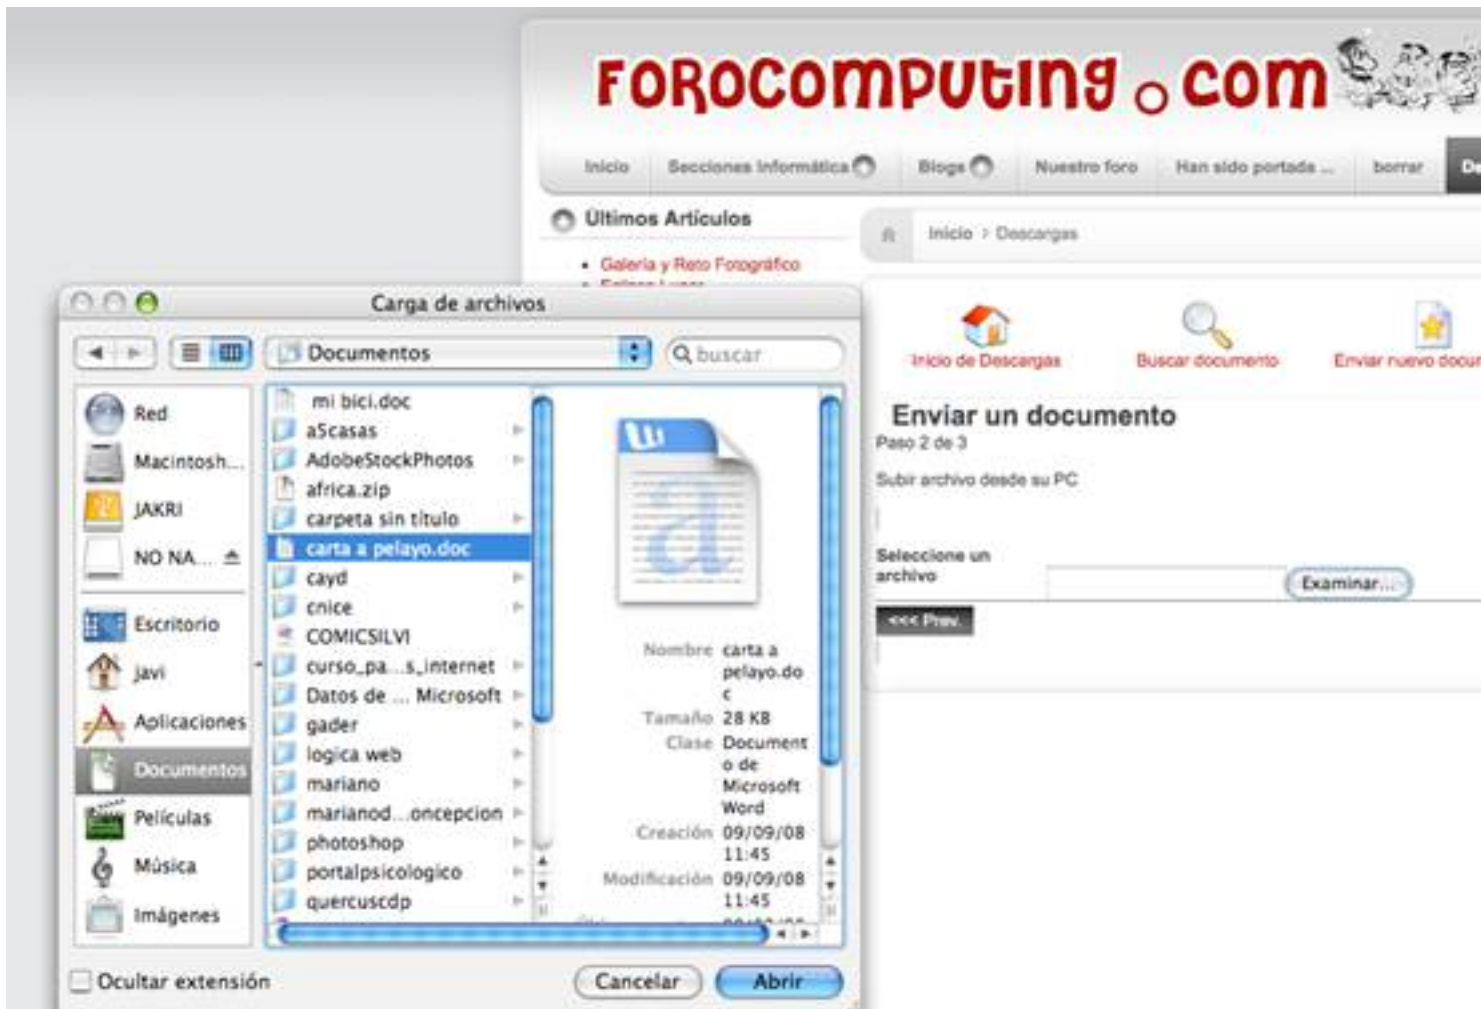 FOROCOMPUTING.COM
Inicio Secciones Informática Blogs Nuestro foro Han sido portada ... borrar De
Últimos Artículos
Inicio > Descargas
Galería y Reto Fotográfico
Inicio de Descargas Buscar documento Enviar nuevo docum
Enviar un documento
Paso 2 de 3
Subir archivo desde su PC
Seleccione un
archivo
Examinar...
<<< Prev.
Carga de archivos
Documentos
buscar
Red
Macintosh...
JAKRI
NO NA...
Escritorio
Javi
Aplicaciones
Documentos
Películas
Música
Imágenes
mi bici.doc
a5casas
AdobeStockPhotos
africa.zip
carpeta sin título
carta a pelayo.doc
cayd
cnice
COMICSILVI
curso_pa...s_internet
Datos de ... Microsoft
gader
logica web
mariano
marianod...oncepcion
photoshop
portalpsicologico
quercuscdp
Nombre carta a
pelayo.do
c
Tamaño 28 KB
Clase Document
o de
Microsoft
Word
Creación 09/09/08
11:45
Modificación 09/09/08
11:45
Ocultar extensión
Cancelar
Abrir